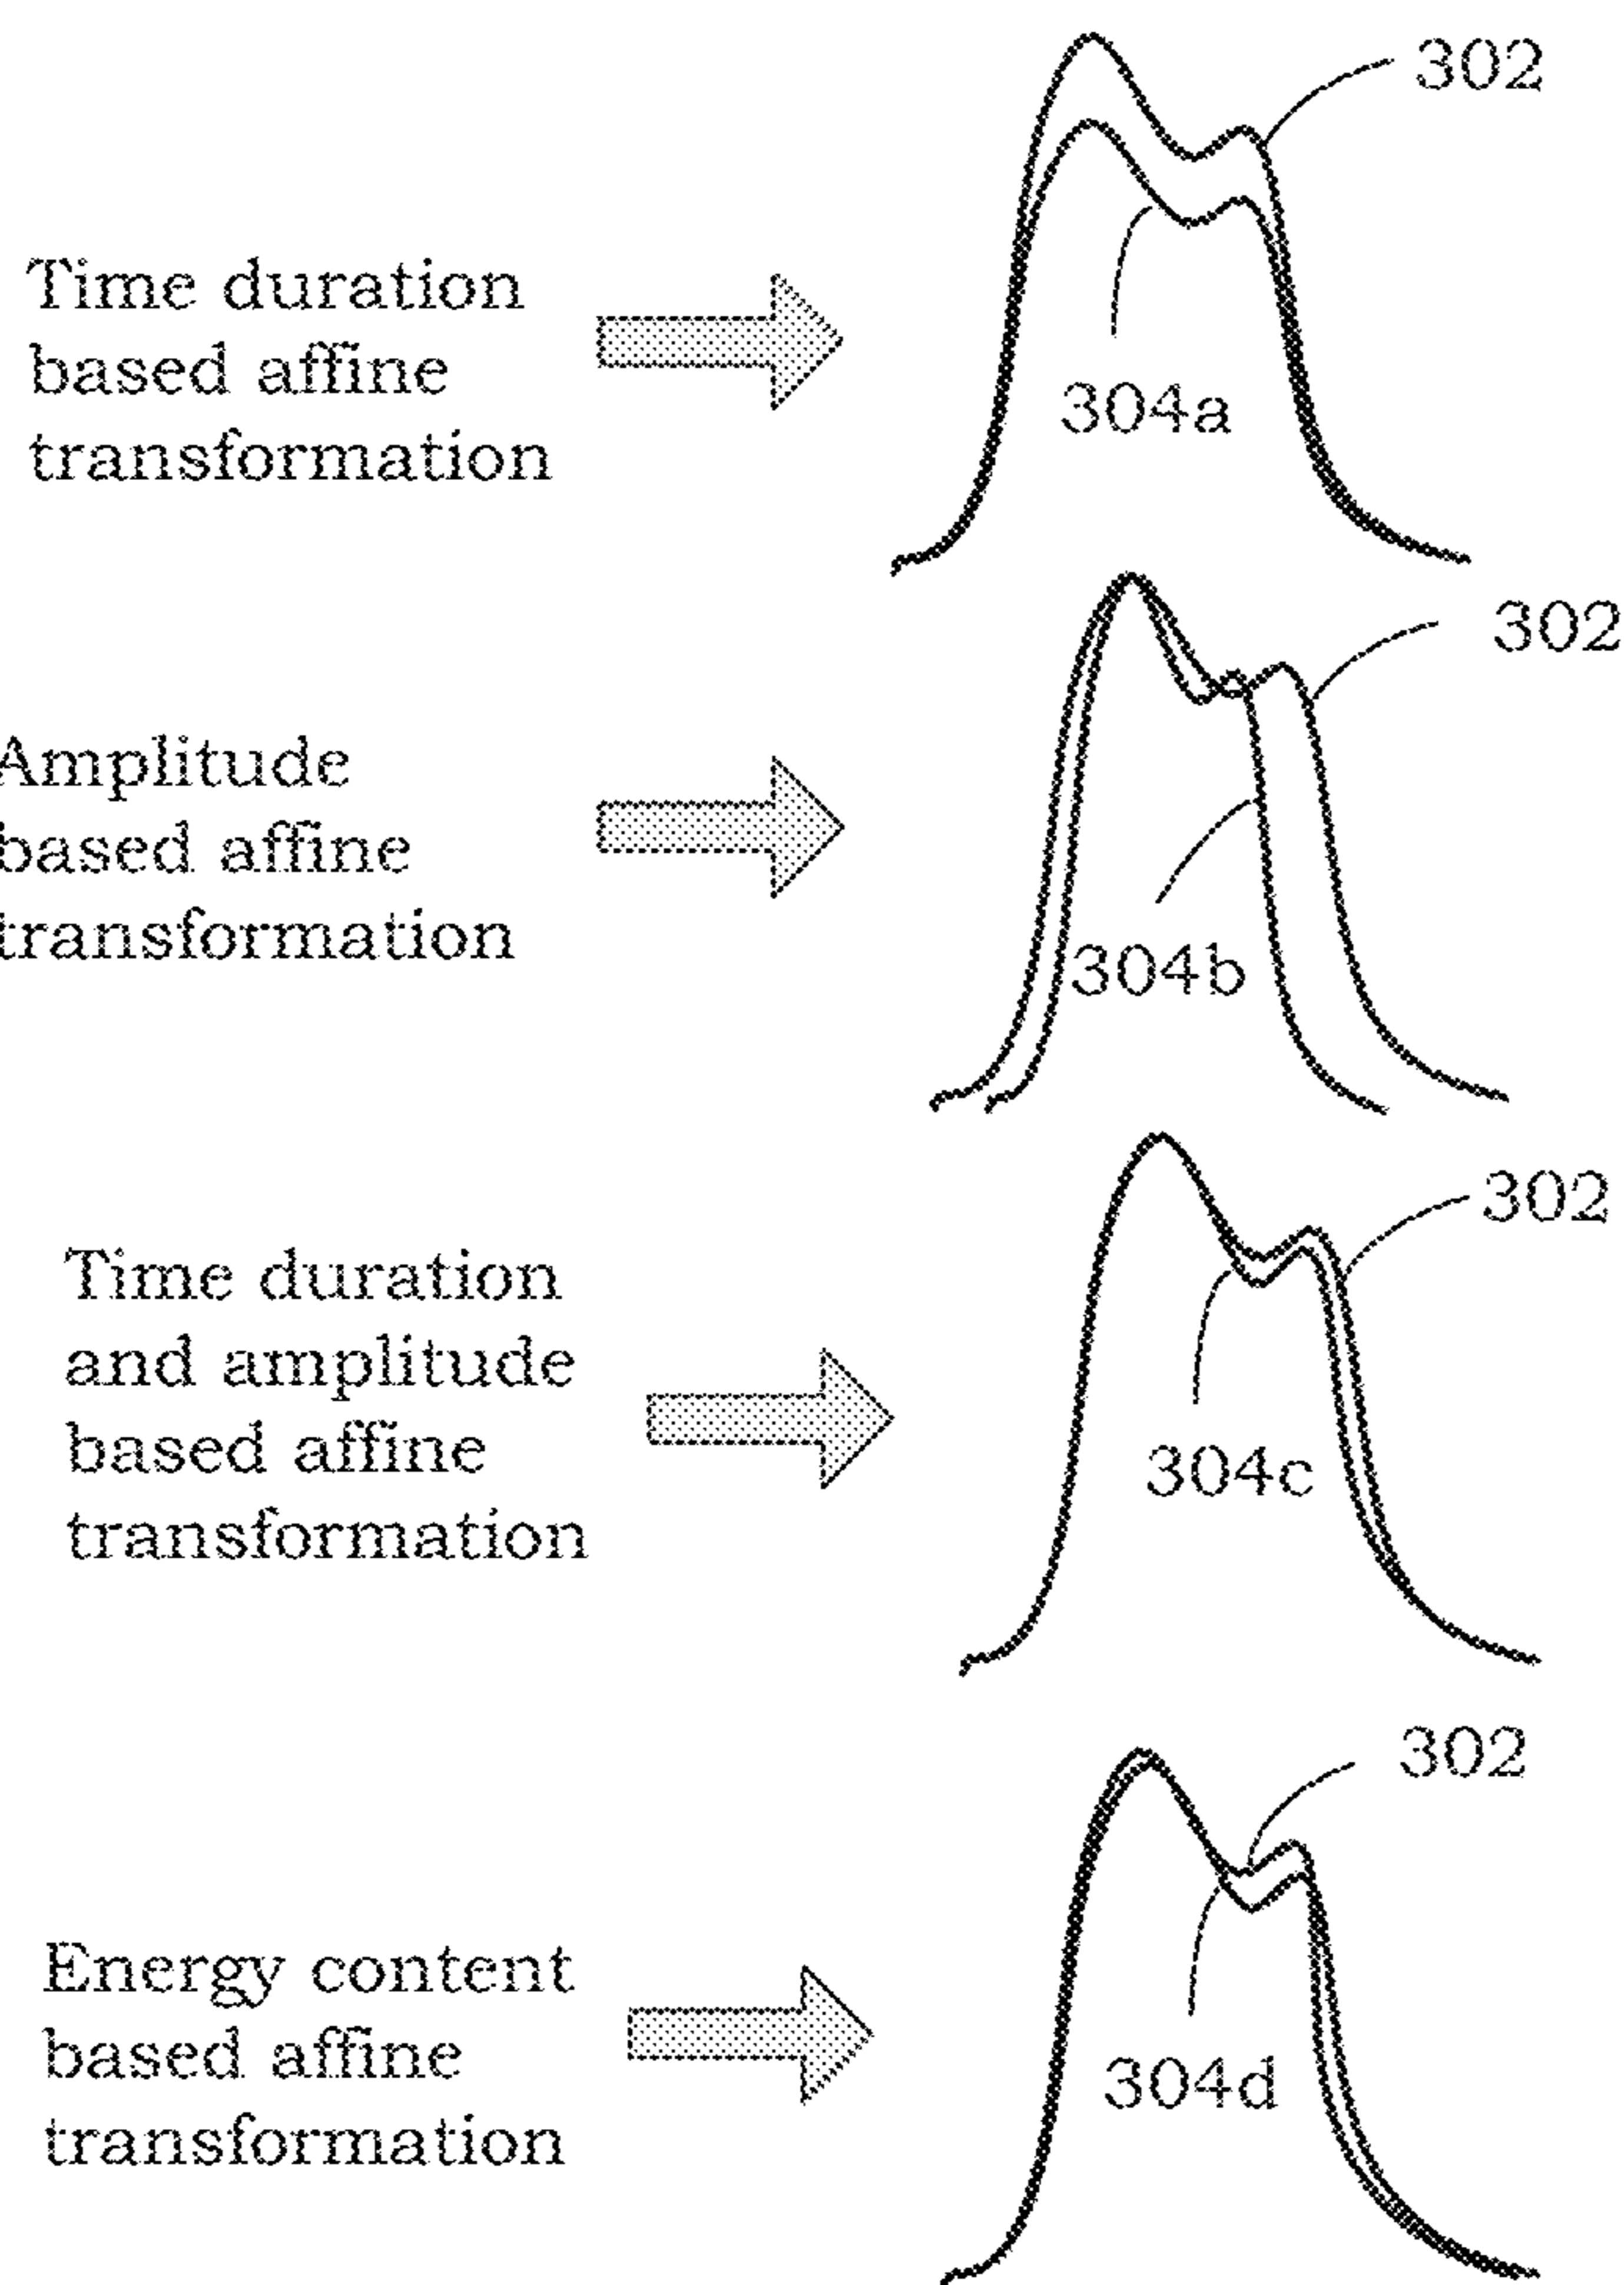 302
Time duration
based affine
transformation
304a
302
Amplitude
based affine
transformation
304b
302
Time duration
and amplitude
based affine
transformation
304c
302
Energy content
based affine
transformation
304d